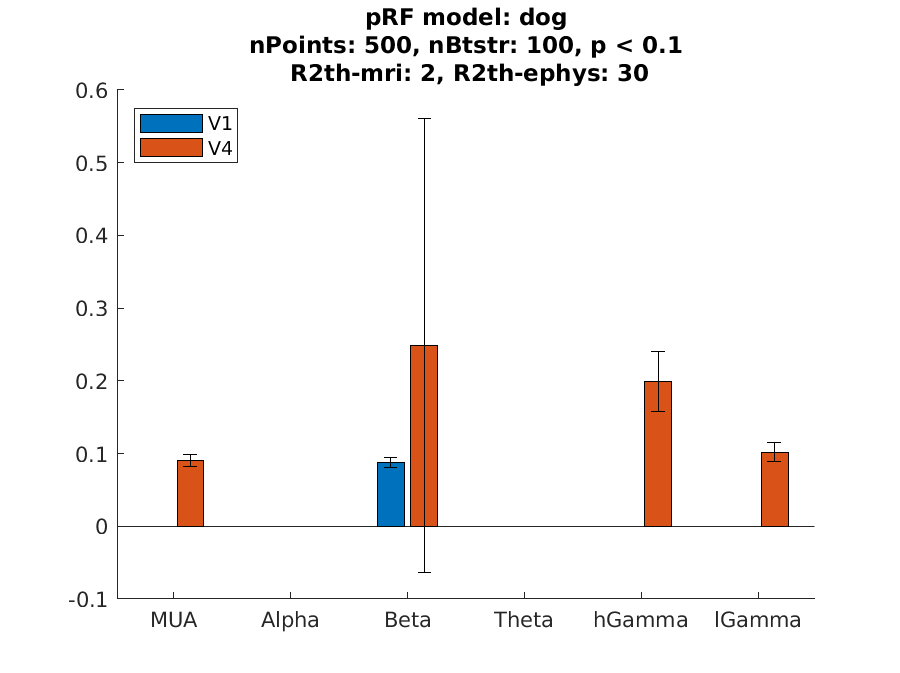 pRF model: dog
nPoints: 500, nBtstr: 100, p < 0.1
R2th-mri: 2, R2th-ephys: 30
0.6
V1
V4
0.5
0.4
0.3
0.2
0.1
0
-0.1
MUA Alpha Beta Theta hGamma lGamma